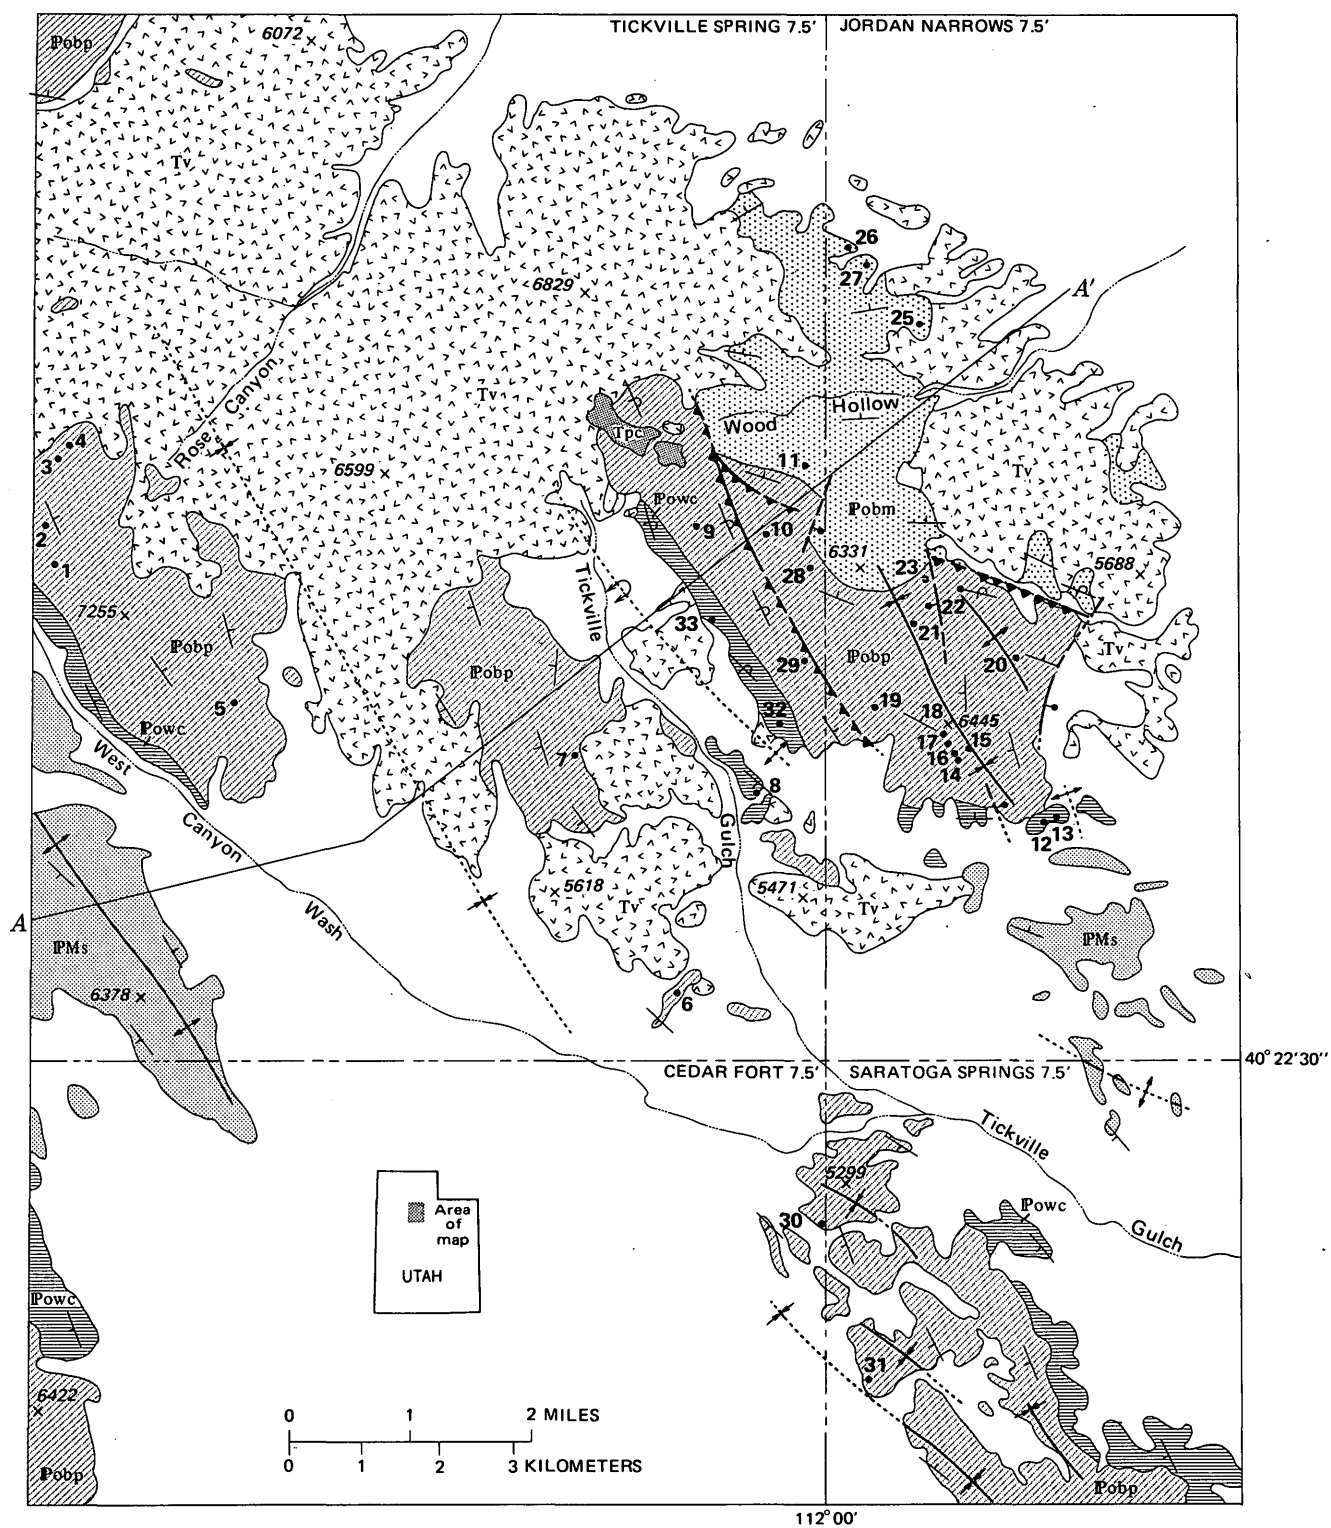 TICKVILLE SPRING 7.5' JORDAN NARROWS 7.5'
6072
ℙobp
Tv
26
27
6829
A'
25
Rose Canyon
Tv
Hollow
Wood
Tpc
4
3
6599
11
Tv
ℙowc
ℙobm
9
10
2
6331
5688
1
28
23
22
Tickville
7255
33
21
ℙobp
ℙobp
29
ℙobp
20
Tv
5
19
32
18
6445
ℙowc
17
15
West
7
16
14
8
Canyon
Gulch
12 13
5618
5471
Wash
Tv
Tv
A
ℙMs
ℙMs
6378
6
40°22'30"
CEDAR FORT 7.5' SARATOGA SPRINGS 7.5'
Tickville
5299
ℙowc
Area
of
map
30
Gulch
UTAH
ℙowc
31
6422
0 1 2 MILES
0 1 2 3 KILOMETERS
ℙobp
ℙobp
112°00'